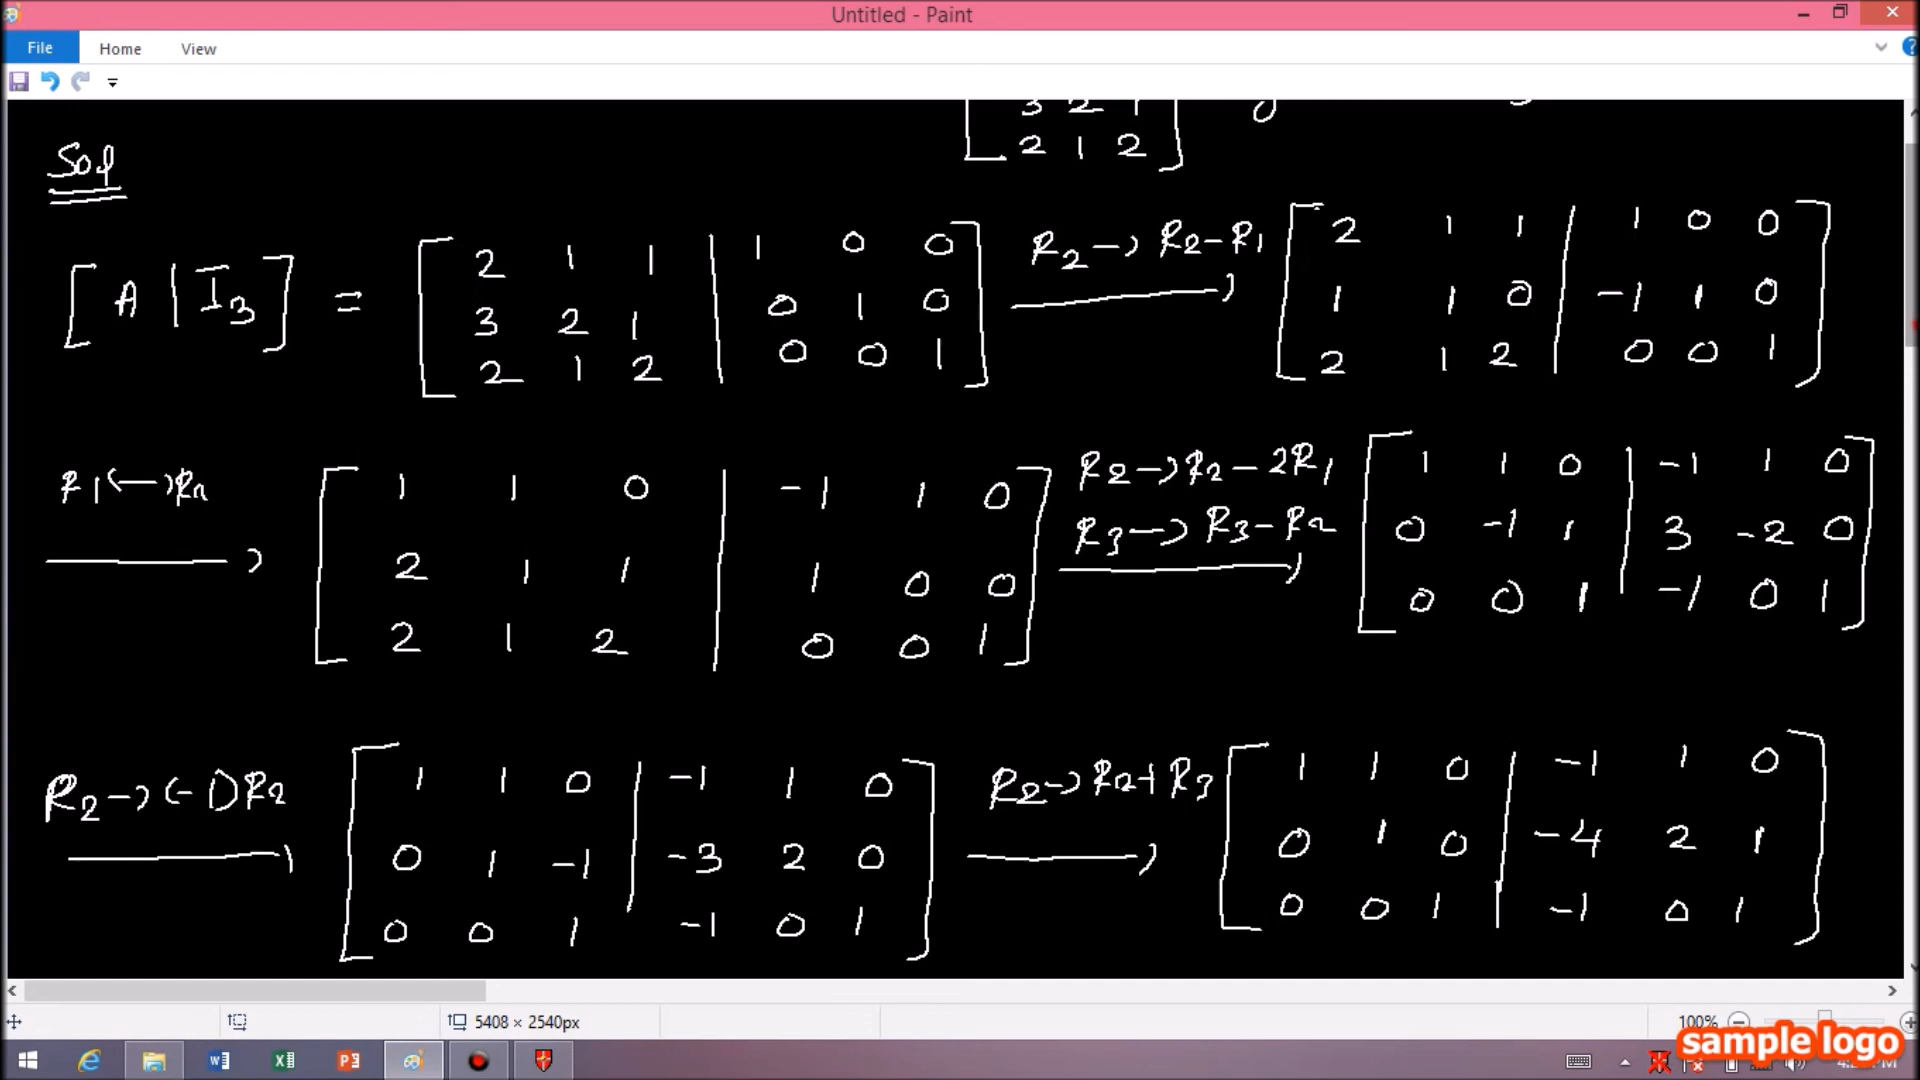 Untitled - Paint
File Home View
3 2 1
2 1 2
Sol
[A | I3] = [2 1 1 | 1 0 0
3 2 1 | 0 1 0
2 1 2 | 0 0 1]
R2 → R2-R1
[2 1 1 | 1 0 0
1 1 0 | -1 1 0
2 1 2 | 0 0 1]
R1 ↔ R2
[1 1 0 | -1 1 0
2 1 1 | 1 0 0
2 1 2 | 0 0 1]
R2 → R2 - 2R1
R3 → R3 - R2
[1 1 0 | -1 1 0
0 -1 1 | 3 -2 0
0 0 1 | -1 0 1]
R2 → (-1)R2
[1 1 0 | -1 1 0
0 1 -1 | -3 2 0
0 0 1 | -1 0 1]
R2 → R2+R3
[1 1 0 | -1 1 0
0 1 0 | -4 2 1
0 0 1 | -1 0 1]
5408 × 2540px
100%
sample logo